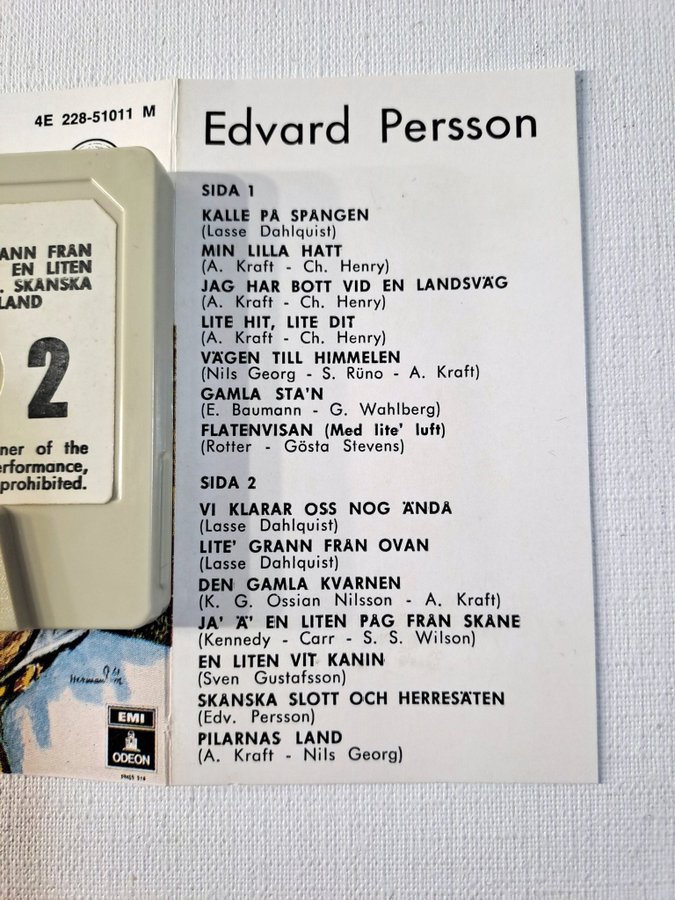 4E 228-51011 M
Edvard Persson
SIDA 1
KALLE PÅ SPÅNGEN
(Lasse Dahlquist)
MIN LILLA HATT
(A. Kraft - Ch. Henry)
JAG HAR BOTT VID EN LANDSVÄG
(A. Kraft - Ch. Henry)
LITE HIT, LITE DIT
(A. Kraft - Ch. Henry)
VÄGEN TILL HIMMELEN
(Nils Georg - S. Rüno - A. Kraft)
GAMLA STA'N
(E. Baumann - G. Wahlberg)
FLATENVISAN (Med lite' luft)
(Rotter - Gösta Stevens)
SIDA 2
VI KLARAR OSS NOG ÄNDÅ
(Lasse Dahlquist)
LITE' GRANN FRÅN OVAN
(Lasse Dahlquist)
DEN GAMLA KVARNEN
(K. G. Ossian Nilsson - A. Kraft)
JA' Ä' EN LITEN PÅG FRÅN SKÅNE
(Kennedy - Carr - S. S. Wilson)
EN LITEN VIT KANIN
(Sven Gustafsson)
SKÅNSKA SLOTT OCH HERRESÄTEN
(Edv. Persson)
PILARNAS LAND
(A. Kraft - Nils Georg)
ANN FRÅN
EN LITEN
. SKÅNSKA
LAND
2
ner of the
erformance,
prohibited.
EMI
ODEON